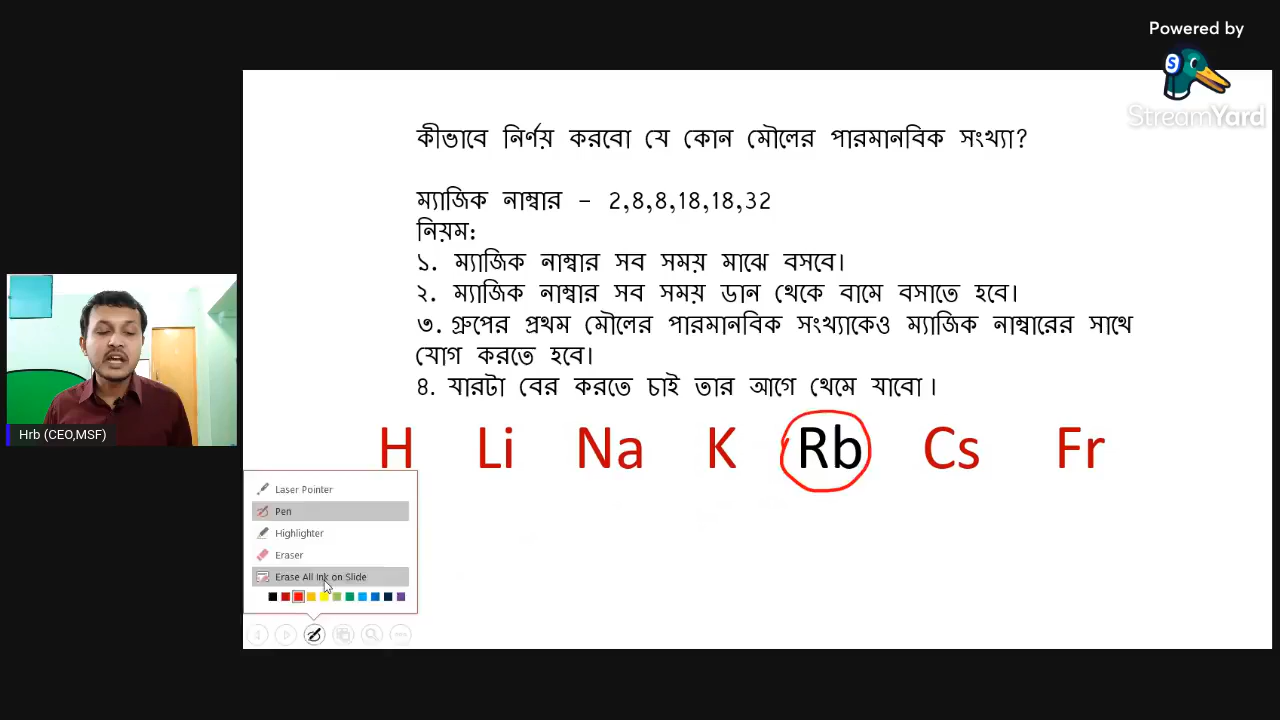 Powered by
StreamYard
কীভাবে নির্ণয় করবো যে কোন মৌলের পারমানবিক সংখ্যা?
ম্যাজিক নাম্বার – 2,8,8,18,18,32
নিয়ম:
১. ম্যাজিক নাম্বার সব সময় মাঝে বসবে।
২. ম্যাজিক নাম্বার সব সময় ডান থেকে বামে বসাতে হবে।
৩. গ্রুপের প্রথম মৌলের পারমানবিক সংখ্যাকেও ম্যাজিক নাম্বারের সাথে
যোগ করতে হবে।
৪. যারটা বের করতে চাই তার আগে থেমে যাবো ।
H Li Na K Rb Cs Fr
Hrb (CEO,MSF)
Laser Pointer
Pen
Highlighter
Eraser
Erase All Ink on Slide